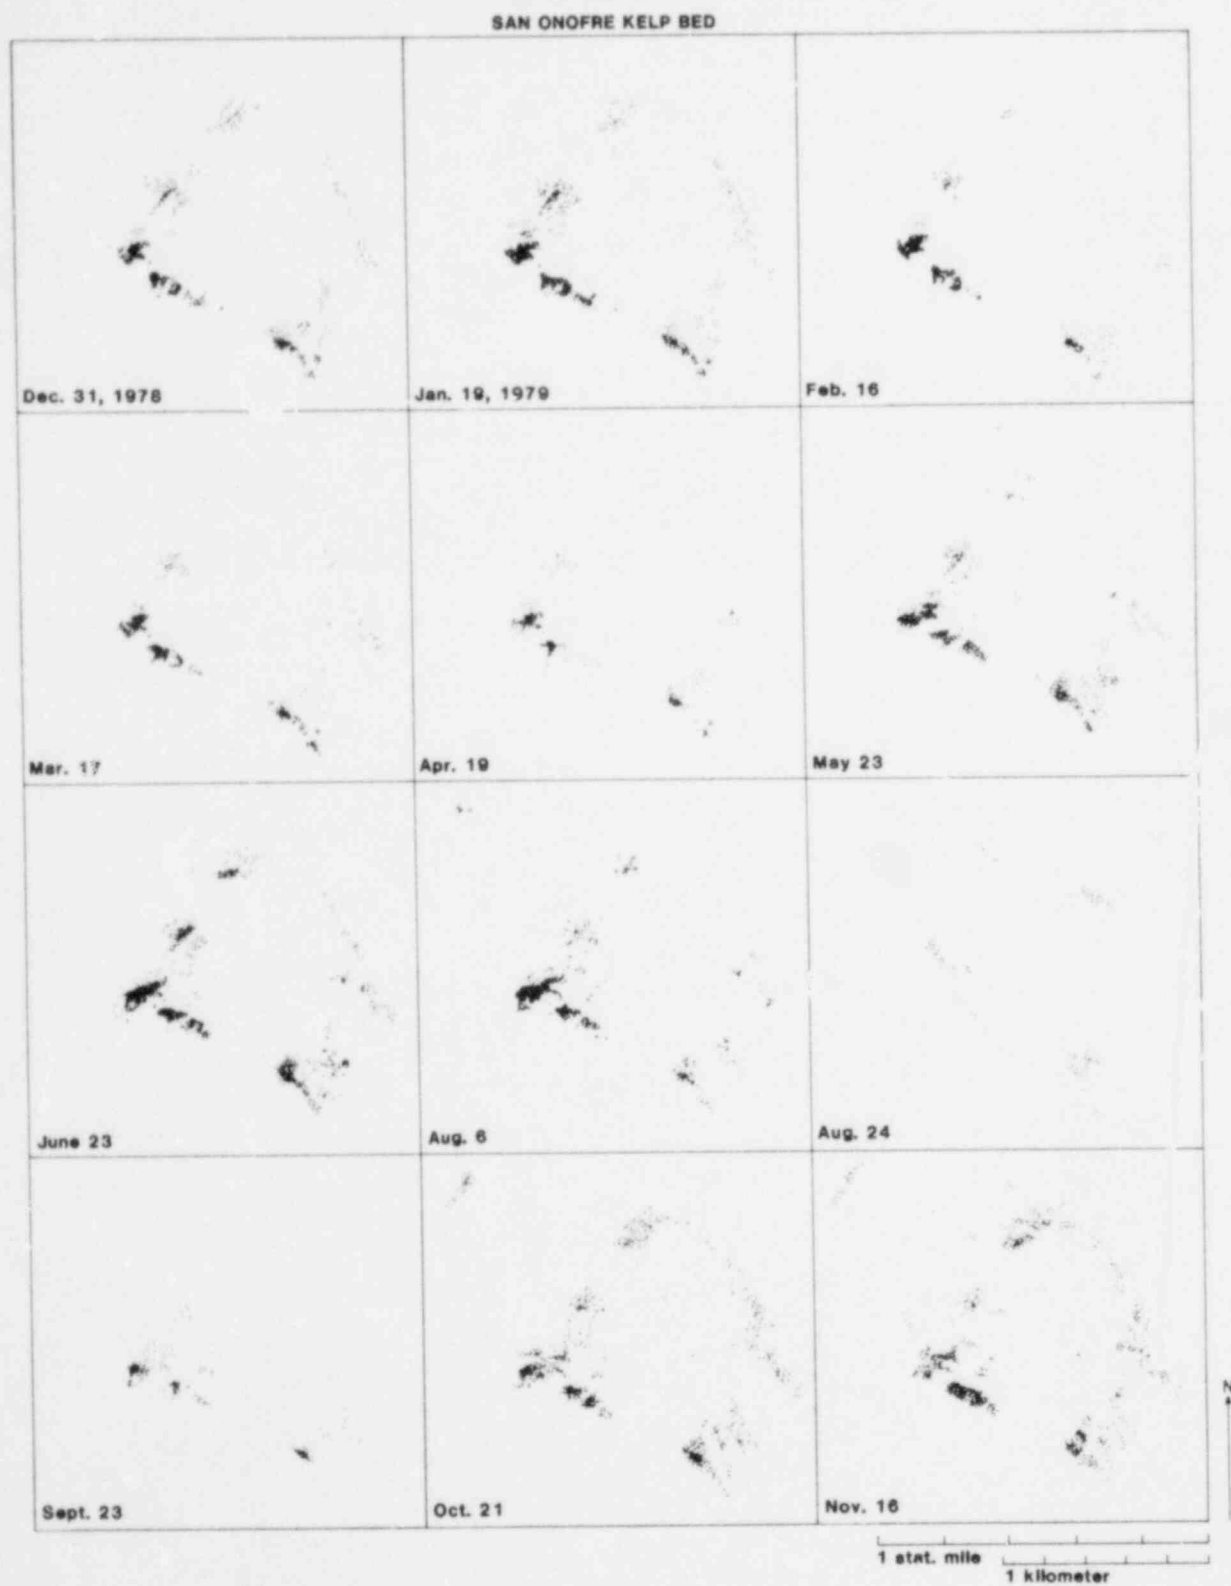 SAN ONOFRE KELP BED
Dec. 31, 1978
Jan. 19, 1979
Feb. 16
Mar. 17
Apr. 19
May 23
June 23
Aug. 6
Aug. 24
Sept. 23
Oct. 21
Nov. 16
N
1 stat. mile
1 kilometer